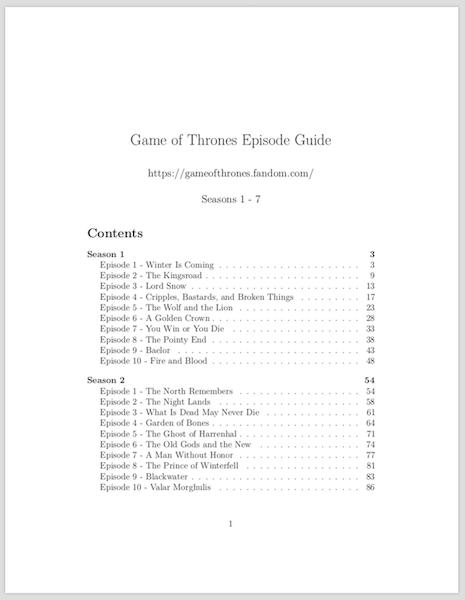 Game of Thrones Episode Guide
https://gameofthrones.fandom.com/
Seasons 1 - 7
Contents
Season 1 3
Episode 1 - Winter Is Coming . . . . . . . . . . . . . . . . . . . . . 3
Episode 2 - The Kingsroad . . . . . . . . . . . . . . . . . . . . . . . 9
Episode 3 - Lord Snow . . . . . . . . . . . . . . . . . . . . . . . . . 13
Episode 4 - Cripples, Bastards, and Broken Things . . . . . . . . . 17
Episode 5 - The Wolf and the Lion . . . . . . . . . . . . . . . . . . 23
Episode 6 - A Golden Crown . . . . . . . . . . . . . . . . . . . . . . 28
Episode 7 - You Win or You Die . . . . . . . . . . . . . . . . . . . 33
Episode 8 - The Pointy End . . . . . . . . . . . . . . . . . . . . . . 38
Episode 9 - Baelor . . . . . . . . . . . . . . . . . . . . . . . . . . . 43
Episode 10 - Fire and Blood . . . . . . . . . . . . . . . . . . . . . . 48
Season 2 54
Episode 1 - The North Remembers . . . . . . . . . . . . . . . . . . 54
Episode 2 - The Night Lands . . . . . . . . . . . . . . . . . . . . . 58
Episode 3 - What Is Dead May Never Die . . . . . . . . . . . . . . 61
Episode 4 - Garden of Bones . . . . . . . . . . . . . . . . . . . . . . 64
Episode 5 - The Ghost of Harrenhal . . . . . . . . . . . . . . . . . . 71
Episode 6 - The Old Gods and the New . . . . . . . . . . . . . . . . 74
Episode 7 - A Man Without Honor . . . . . . . . . . . . . . . . . . . 77
Episode 8 - The Prince of Winterfell . . . . . . . . . . . . . . . . . 81
Episode 9 - Blackwater . . . . . . . . . . . . . . . . . . . . . . . . . 83
Episode 10 - Valar Morghulis . . . . . . . . . . . . . . . . . . . . . 86
1